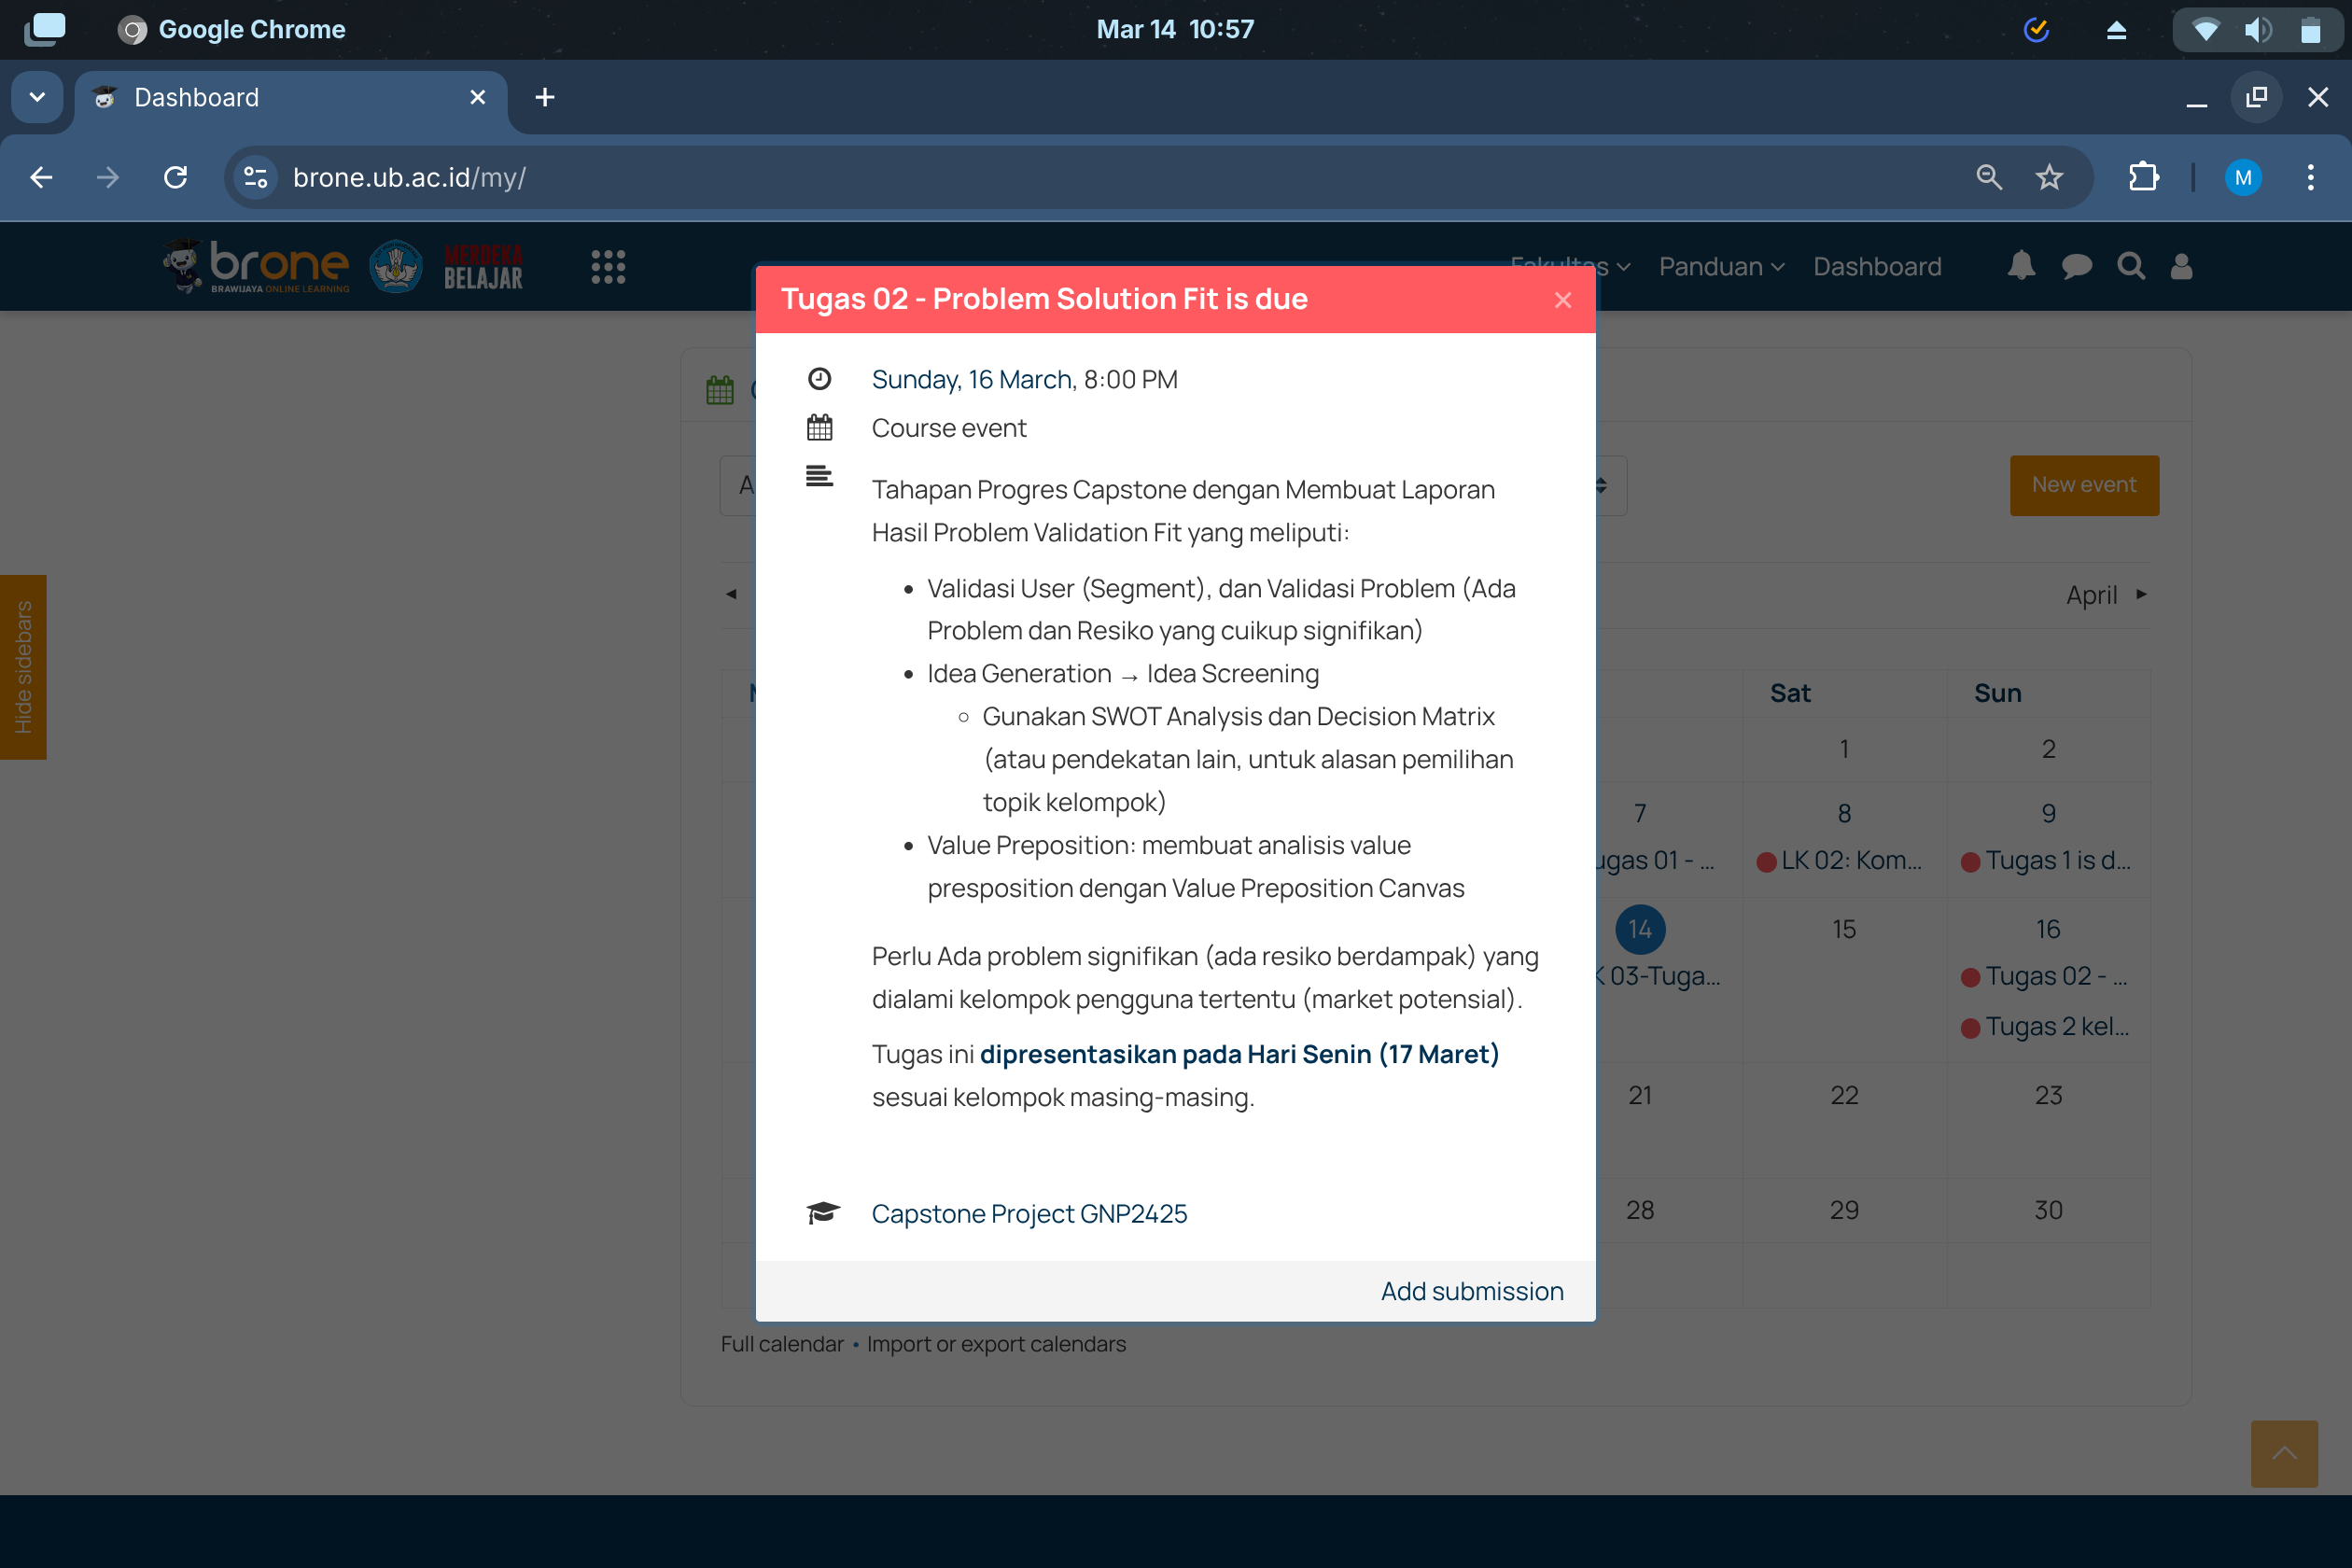 Google Chrome
Mar 14 10:57
Dashboard
brone.ub.ac.id/my/
M
brone
BRAWIJAYA ONLINE LEARNING
MERDEKA
BELAJAR
Panduan
Dashboard
Tugas 02 - Problem Solution Fit is due
Sunday, 16 March, 8:00 PM
Course event
Tahapan Progres Capstone dengan Membuat Laporan
Hasil Problem Validation Fit yang meliputi:
Validasi User (Segment), dan Validasi Problem (Ada
Problem dan Resiko yang cuikup signifikan)
Idea Generation → Idea Screening
Gunakan SWOT Analysis dan Decision Matrix
(atau pendekatan lain, untuk alasan pemilihan
topik kelompok)
Value Preposition: membuat analisis value
presposition dengan Value Preposition Canvas
Perlu Ada problem signifikan (ada resiko berdampak) yang
dialami kelompok pengguna tertentu (market potensial).
Tugas ini dipresentasikan pada Hari Senin (17 Maret)
sesuai kelompok masing-masing.
Capstone Project GNP2425
Add submission
New event
Hide sidebars
April
Sat Sun
1 2
7 8 9
ugas 01 - ... LK 02: Kom... Tugas 1 is d...
14 15 16
03-Tuga... Tugas 02 - ...
Tugas 2 kel...
21 22 23
28 29 30
Full calendar • Import or export calendars